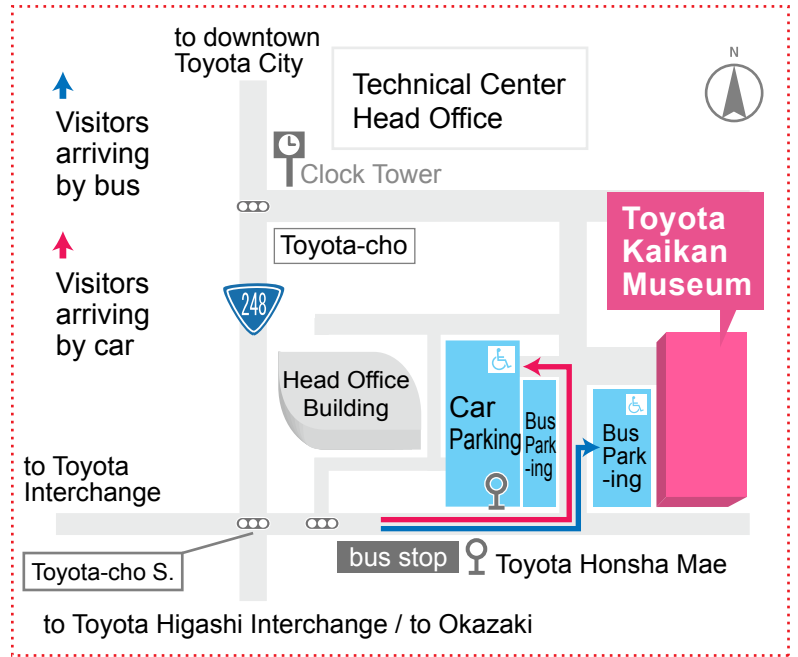 to downtown
Toyota City
N
Technical Center
Head Office
Visitors
arriving
by bus
Clock Tower
Toyota
Kaikan
Museum
Toyota-cho
Visitors
arriving
by car
248
Head Office
Building
Car
Parking
Bus
Park
-ing
Bus
Park
-ing
to Toyota
Interchange
bus stop
Toyota Honsha Mae
Toyota-cho S.
to Toyota Higashi Interchange / to Okazaki